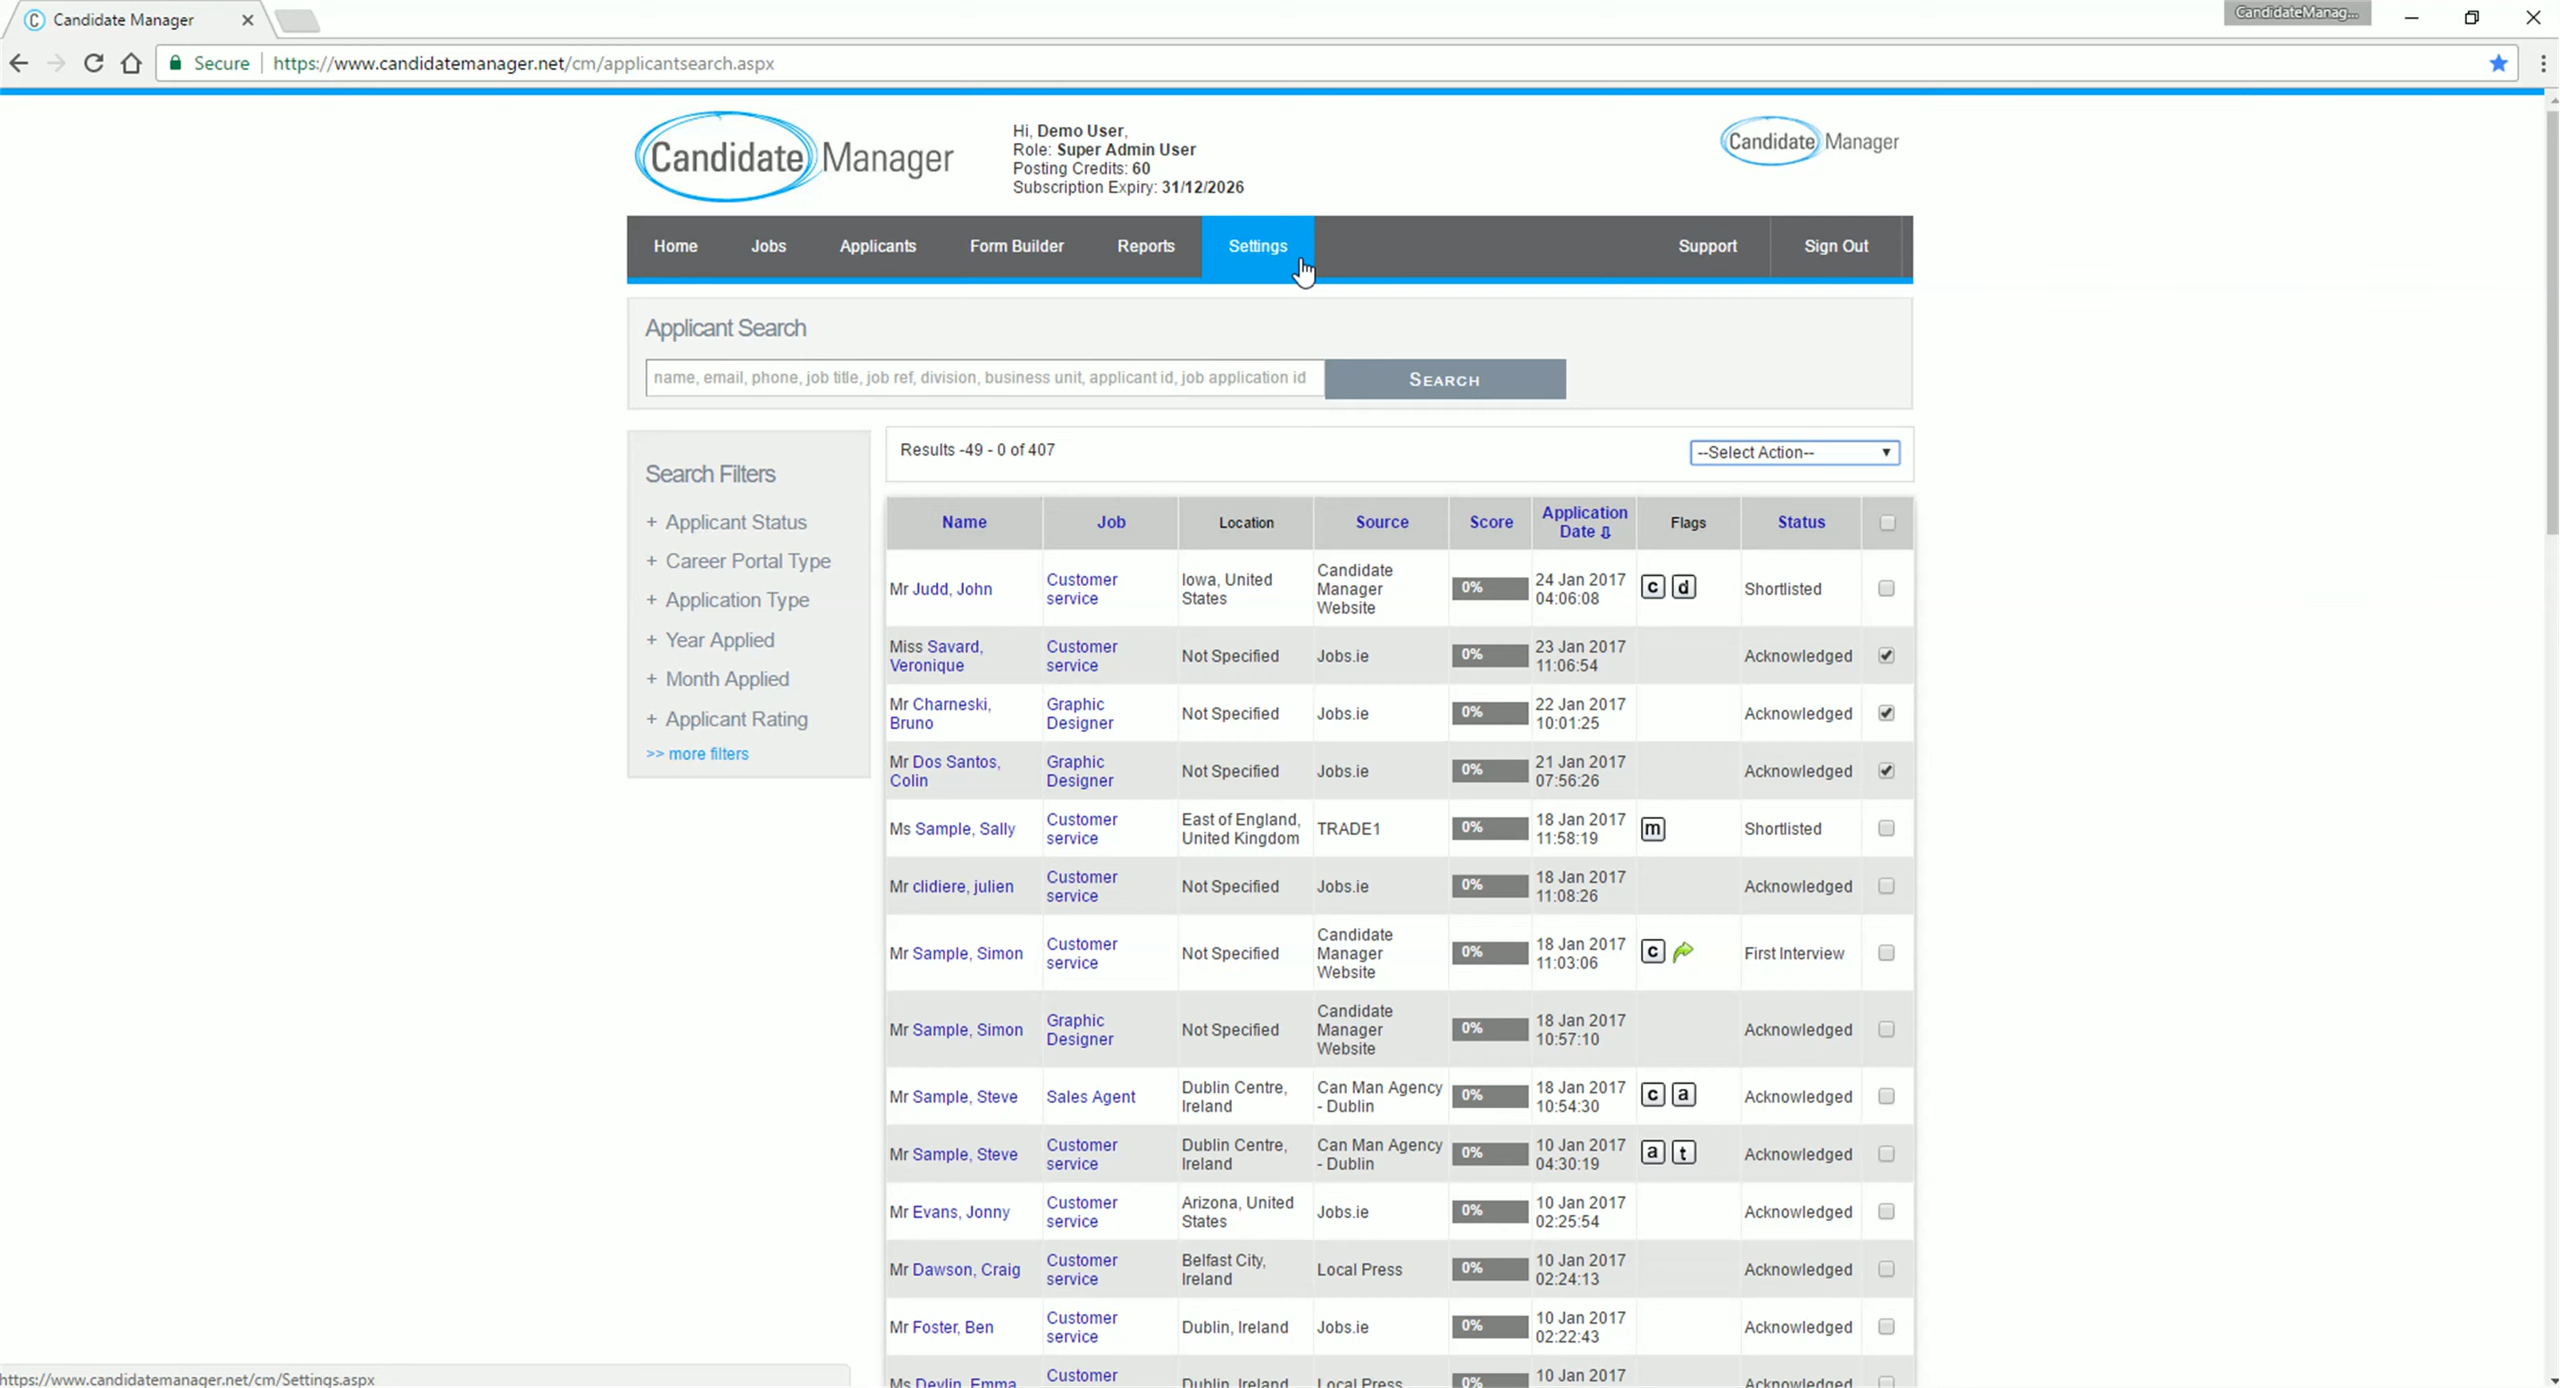 Candidate Manager
CandidateManag...
Secure https://www.candidatemanager.net/cm/applicantsearch.aspx
Candidate Manager
Hi, Demo User,
Role: Super Admin User
Posting Credits: 60
Subscription Expiry: 31/12/2026
Candidate Manager
Home Jobs Applicants Form Builder Reports Settings Support Sign Out
Applicant Search
name, email, phone, job title, job ref, division, business unit, applicant id, job application id
SEARCH
Search Filters
+ Applicant Status
+ Career Portal Type
+ Application Type
+ Year Applied
+ Month Applied
+ Applicant Rating
>> more filters
Results -49 - 0 of 407
--Select Action--
Name Job Location Source Score Application Date ⇩ Flags Status
Mr Judd, John Customer service Iowa, United States Candidate Manager Website 0% 24 Jan 2017 04:06:08 c d Shortlisted
Miss Savard, Veronique Customer service Not Specified Jobs.ie 0% 23 Jan 2017 11:06:54 Acknowledged
Mr Charneski, Bruno Graphic Designer Not Specified Jobs.ie 0% 22 Jan 2017 10:01:25 Acknowledged
Mr Dos Santos, Colin Graphic Designer Not Specified Jobs.ie 0% 21 Jan 2017 07:56:26 Acknowledged
Ms Sample, Sally Customer service East of England, United Kingdom TRADE1 0% 18 Jan 2017 11:58:19 m Shortlisted
Mr clidiere, julien Customer service Not Specified Jobs.ie 0% 18 Jan 2017 11:08:26 Acknowledged
Mr Sample, Simon Customer service Not Specified Candidate Manager Website 0% 18 Jan 2017 11:03:06 c First Interview
Mr Sample, Simon Graphic Designer Not Specified Candidate Manager Website 0% 18 Jan 2017 10:57:10 Acknowledged
Mr Sample, Steve Sales Agent Dublin Centre, Ireland Can Man Agency - Dublin 0% 18 Jan 2017 10:54:30 c a Acknowledged
Mr Sample, Steve Customer service Dublin Centre, Ireland Can Man Agency - Dublin 0% 10 Jan 2017 04:30:19 a t Acknowledged
Mr Evans, Jonny Customer service Arizona, United States Jobs.ie 0% 10 Jan 2017 02:25:54 Acknowledged
Mr Dawson, Craig Customer service Belfast City, Ireland Local Press 0% 10 Jan 2017 02:24:13 Acknowledged
Mr Foster, Ben Customer service Dublin, Ireland Jobs.ie 0% 10 Jan 2017 02:22:43 Acknowledged
Ms Devlin, Emma Customer Dublin, Ireland Local Press 0% 10 Jan 2017 Acknowledged
https://www.candidatemanager.net/cm/Settings.aspx